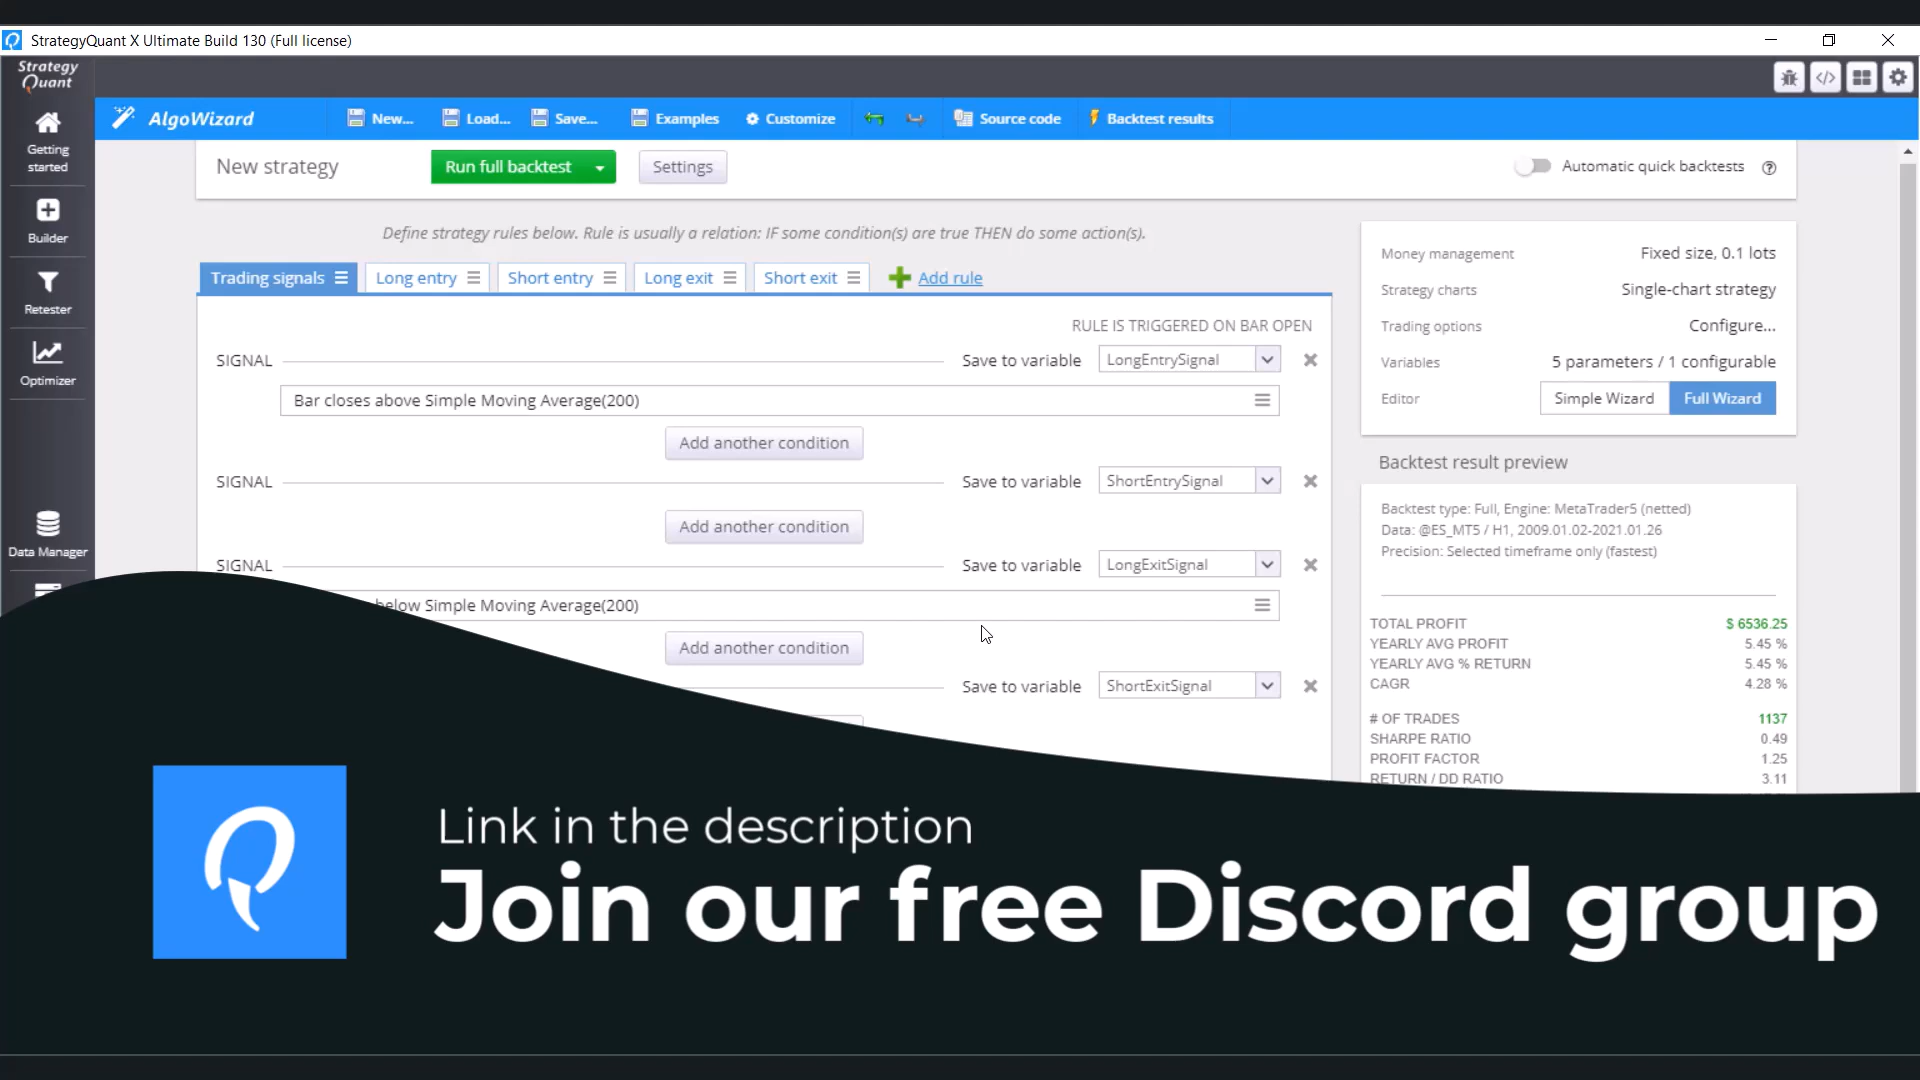 StrategyQuant X Ultimate Build 130 (Full license)
Strategy
Quant
AlgoWizard
New...
Load...
Save...
Examples
Customize
Source code
Backtest results
Getting
started
Builder
Retester
Optimizer
Data Manager
New strategy
Run full backtest
Settings
Automatic quick backtests
Define strategy rules below. Rule is usually a relation: IF some condition(s) are true THEN do some action(s).
Trading signals
Long entry
Short entry
Long exit
Short exit
Add rule
RULE IS TRIGGERED ON BAR OPEN
SIGNAL
Save to variable
LongEntrySignal
Bar closes above Simple Moving Average(200)
Add another condition
SIGNAL
Save to variable
ShortEntrySignal
Add another condition
SIGNAL
Save to variable
LongExitSignal
below Simple Moving Average(200)
Add another condition
Save to variable
ShortExitSignal
Money management
Fixed size, 0.1 lots
Strategy charts
Single-chart strategy
Trading options
Configure...
Variables
5 parameters / 1 configurable
Editor
Simple Wizard
Full Wizard
Backtest result preview
Backtest type: Full, Engine: MetaTrader5 (netted)
Data: @ES_MT5 / H1, 2009.01.02-2021.01.26
Precision: Selected timeframe only (fastest)
TOTAL PROFIT $ 6536.25
YEARLY AVG PROFIT 5.45 %
YEARLY AVG % RETURN 5.45 %
CAGR 4.28 %
# OF TRADES 1137
SHARPE RATIO 0.49
PROFIT FACTOR 1.25
RETURN / DD RATIO 3.11
Link in the description
Join our free Discord group